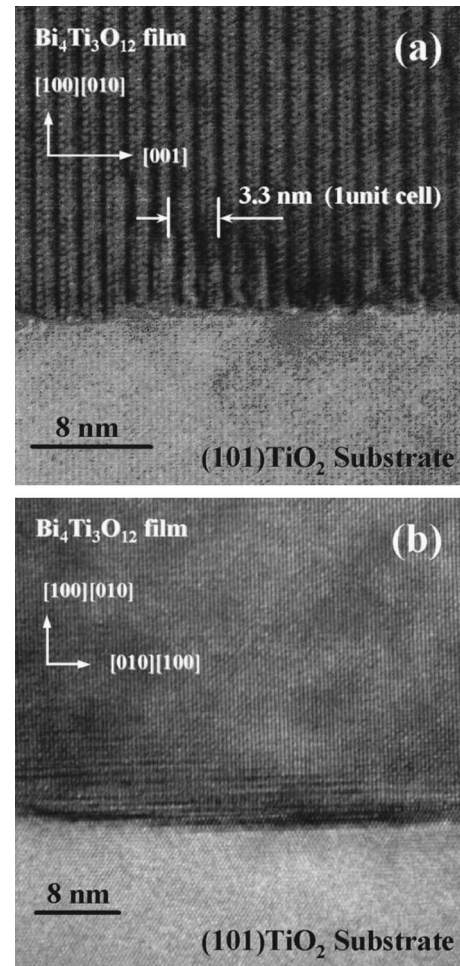 Bi₄Ti₃O₁₂ film
(a)
[100][010]
[001]
3.3 nm (1unit cell)
8 nm
(101)TiO₂ Substrate
Bi₄Ti₃O₁₂ film
(b)
[100][010]
[010][100]
8 nm
(101)TiO₂ Substrate